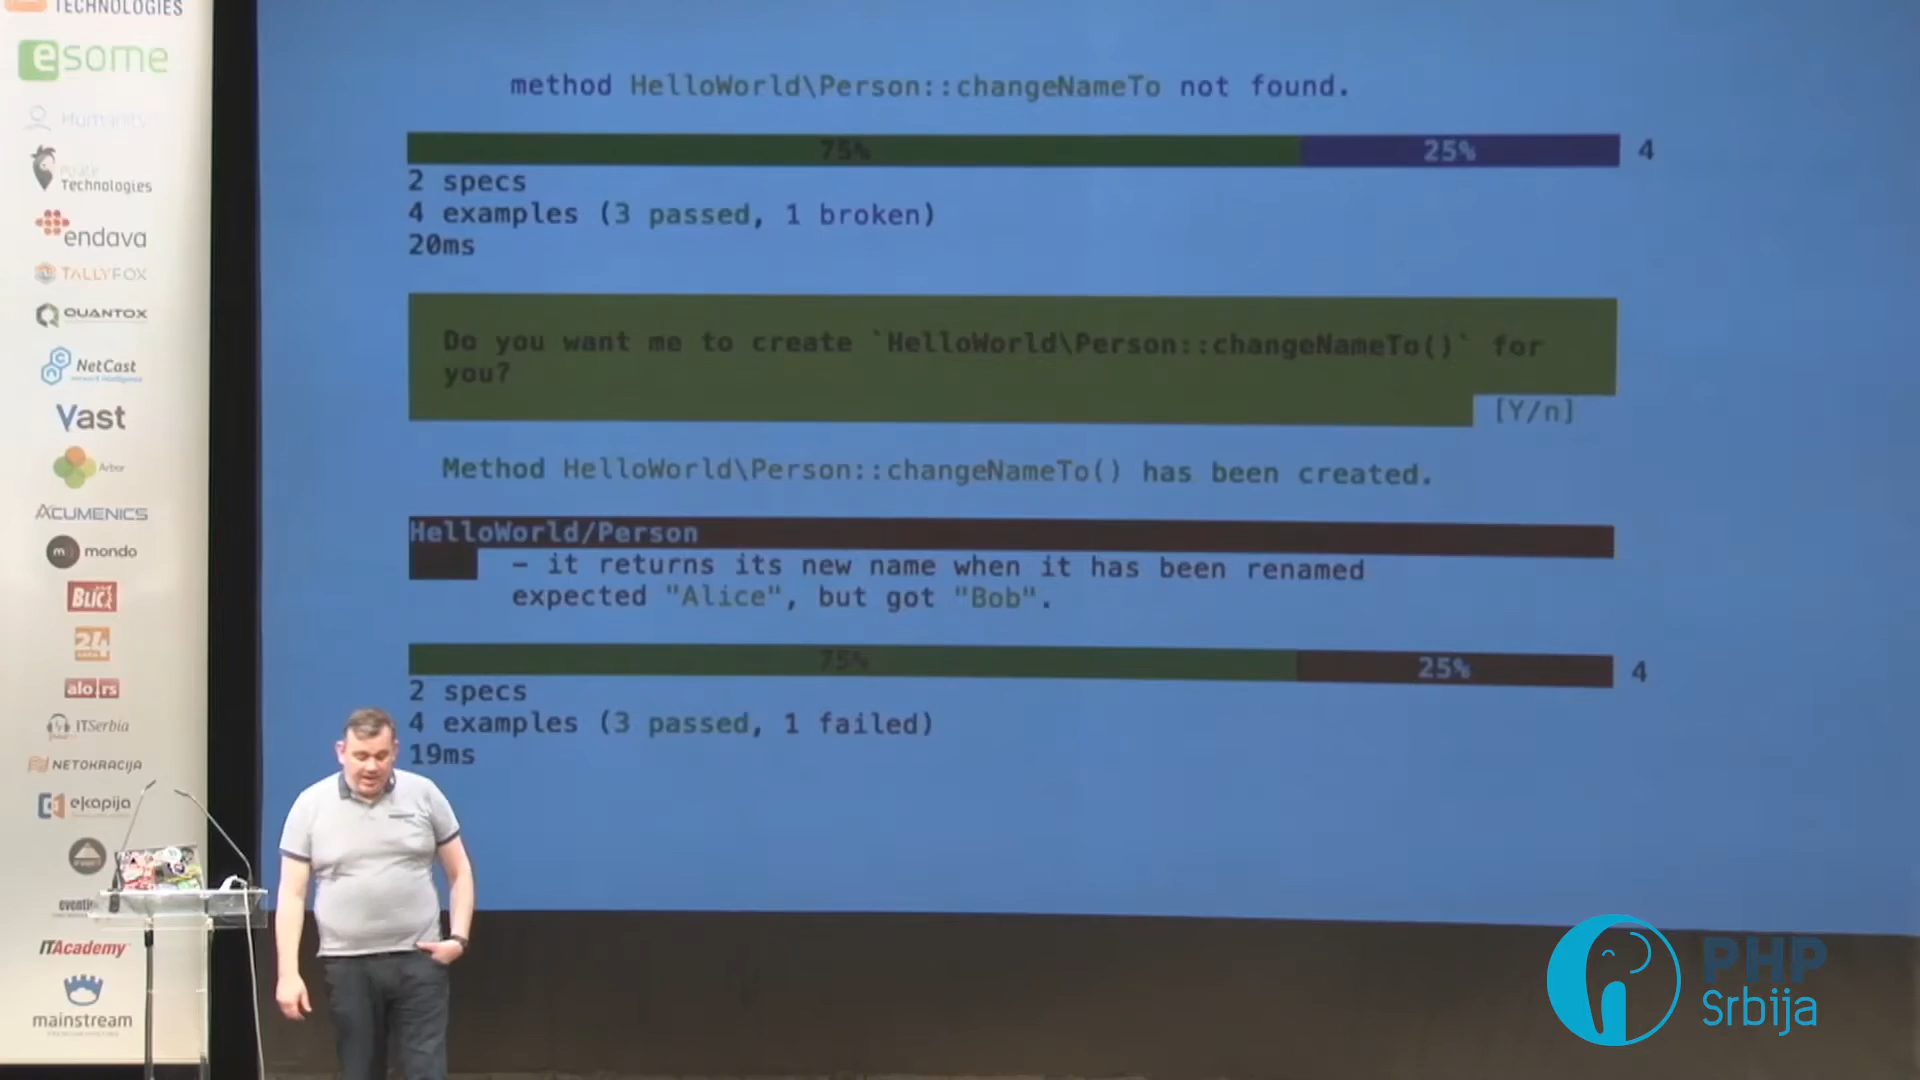 TECHNOLOGIES
esome
Humanity
Pirate
Technologies
endava
TALLYFOX
QUANTOX
NetCast
Vast
Arbor
ACUMENICS
m
mondo
BLIC
24
alo.rs
ITSerbia
NETOKRACIJA
ekapija
ITAcademy
mainstream
method HelloWorld\Person::changeNameTo not found.
75% 25% 4
2 specs
4 examples (3 passed, 1 broken)
20ms
Do you want me to create `HelloWorld\Person::changeNameTo()` for
you?
[Y/n]
Method HelloWorld\Person::changeNameTo() has been created.
HelloWorld/Person
– it returns its new name when it has been renamed
expected "Alice", but got "Bob".
75% 25% 4
2 specs
4 examples (3 passed, 1 failed)
19ms
PHP
Srbija